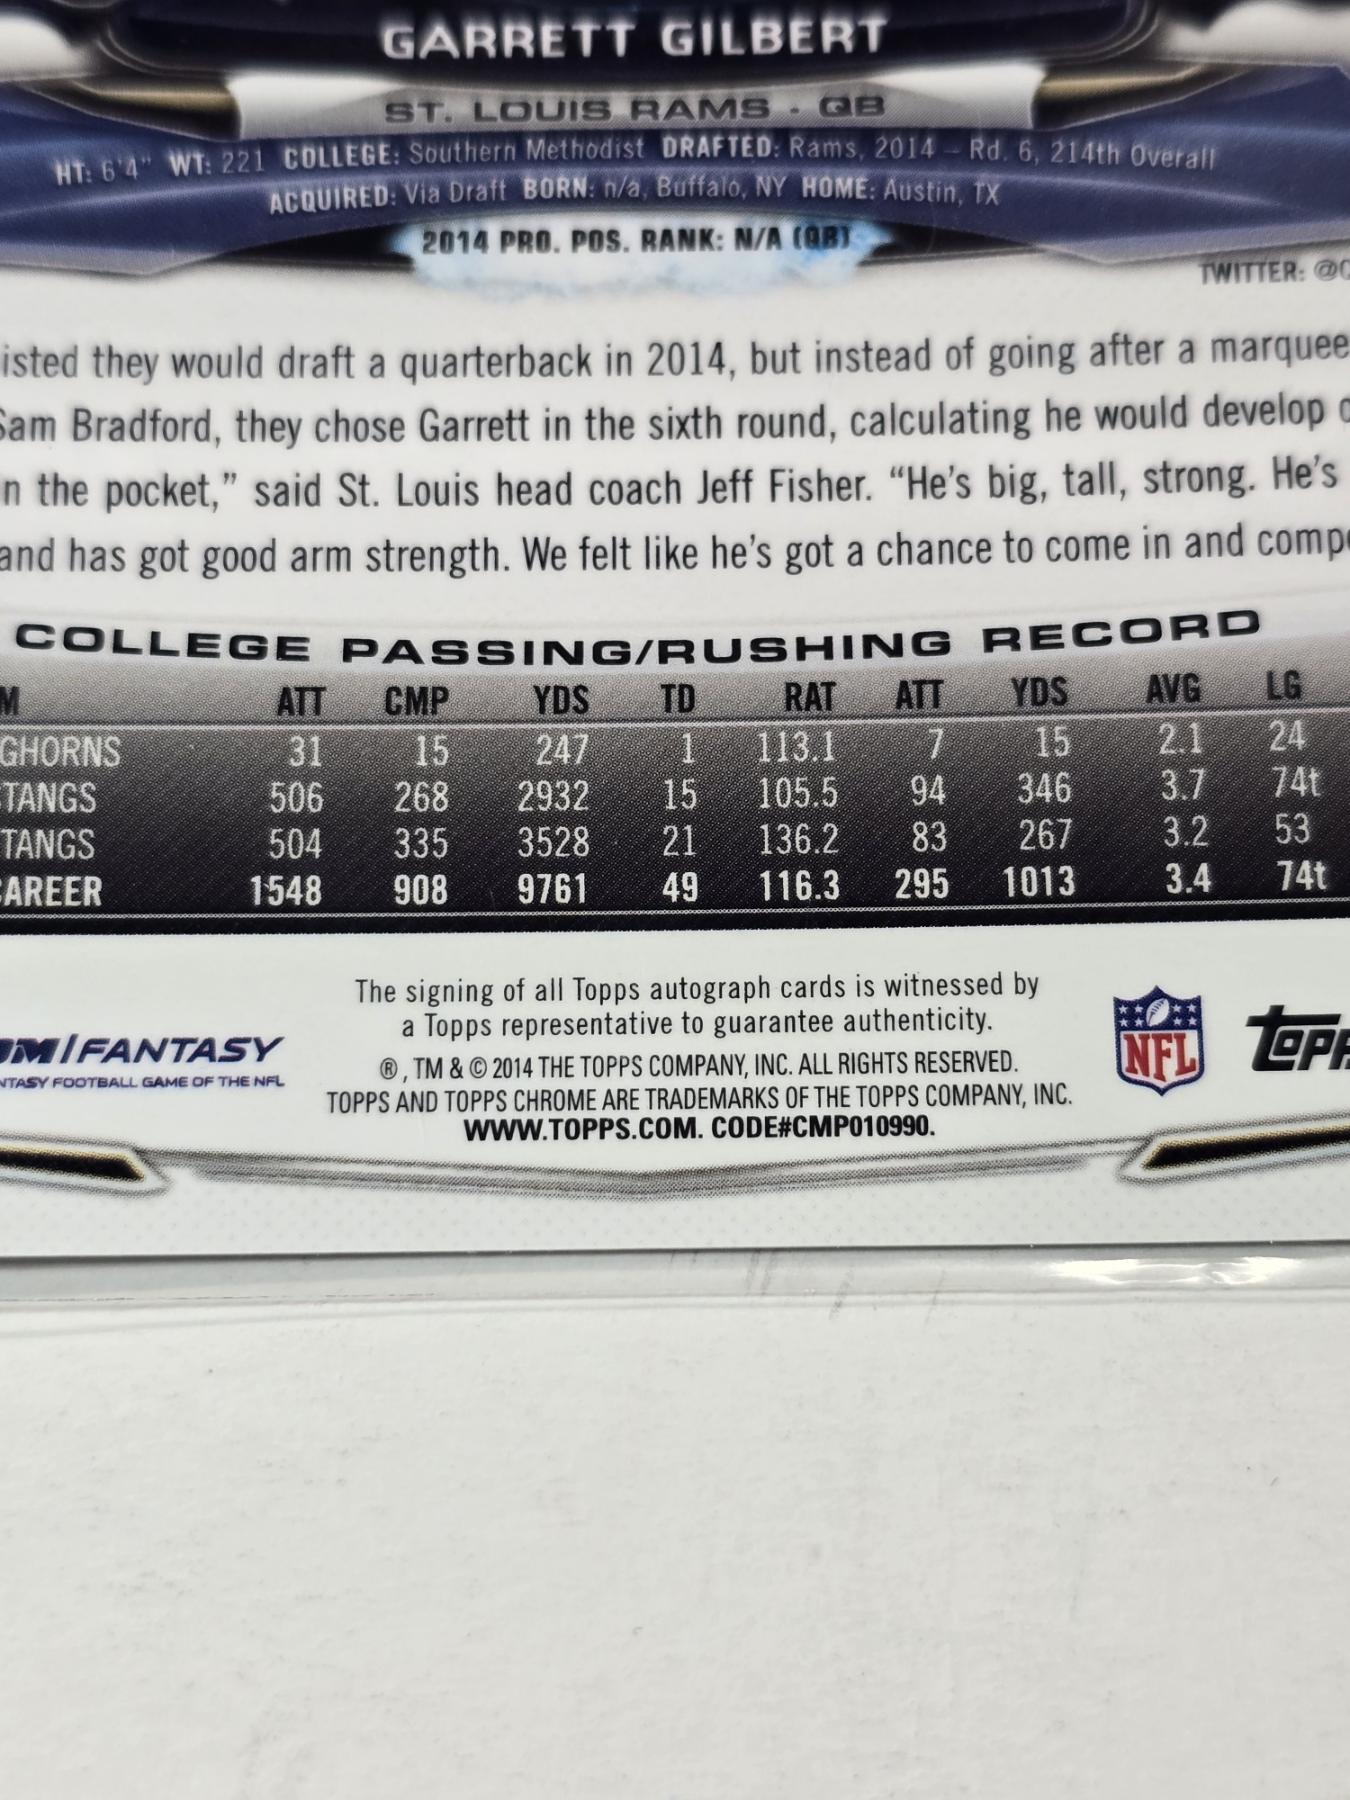 GARRETT GILBERT
ST. LOUIS RAMS - QB
HT: 6'4" WT: 221 COLLEGE: Southern Methodist DRAFTED: Rams, 2014 – Rd. 6, 214th Overall
ACQUIRED: Via Draft BORN: n/a, Buffalo, NY HOME: Austin, TX
2014 PRO. POS. RANK: N/A (QB)
TWITTER: @
isted they would draft a quarterback in 2014, but instead of going after a marquee
Sam Bradford, they chose Garrett in the sixth round, calculating he would develop
n the pocket,” said St. Louis head coach Jeff Fisher. “He’s big, tall, strong. He’s
and has got good arm strength. We felt like he’s got a chance to come in and comp
COLLEGE PASSING/RUSHING RECORD
M ATT CMP YDS TD RAT ATT YDS AVG LG
GHORNS 31 15 247 1 113.1 7 15 2.1 24
TANGS 506 268 2932 15 105.5 94 346 3.7 74t
TANGS 504 335 3528 21 136.2 83 267 3.2 53
CAREER 1548 908 9761 49 116.3 295 1013 3.4 74t
The signing of all Topps autograph cards is witnessed by
a Topps representative to guarantee authenticity.
®, TM & © 2014 THE TOPPS COMPANY, INC. ALL RIGHTS RESERVED.
TOPPS AND TOPPS CHROME ARE TRADEMARKS OF THE TOPPS COMPANY, INC.
WWW.TOPPS.COM. CODE#CMP010990.
OM/FANTASY
NTASY FOOTBALL GAME OF THE NFL
NFL
TOPP